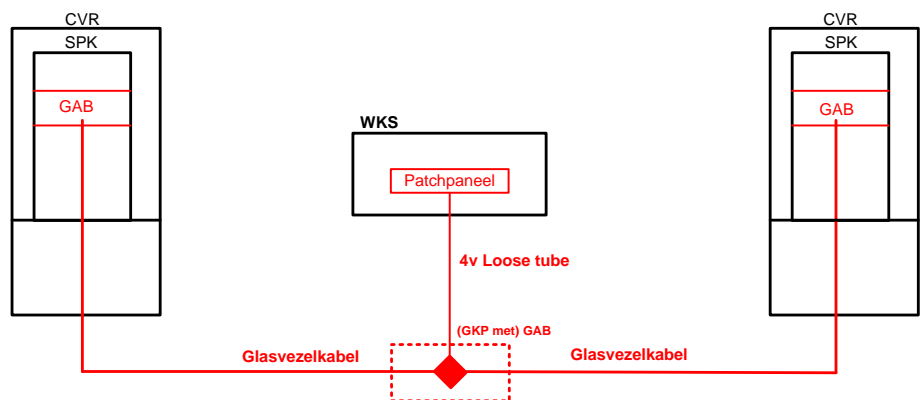 CVR
SPK
GAB
WKS
Patchpaneel
4v Loose tube
(GKP met) GAB
Glasvezelkabel
Glasvezelkabel
CVR
SPK
GAB